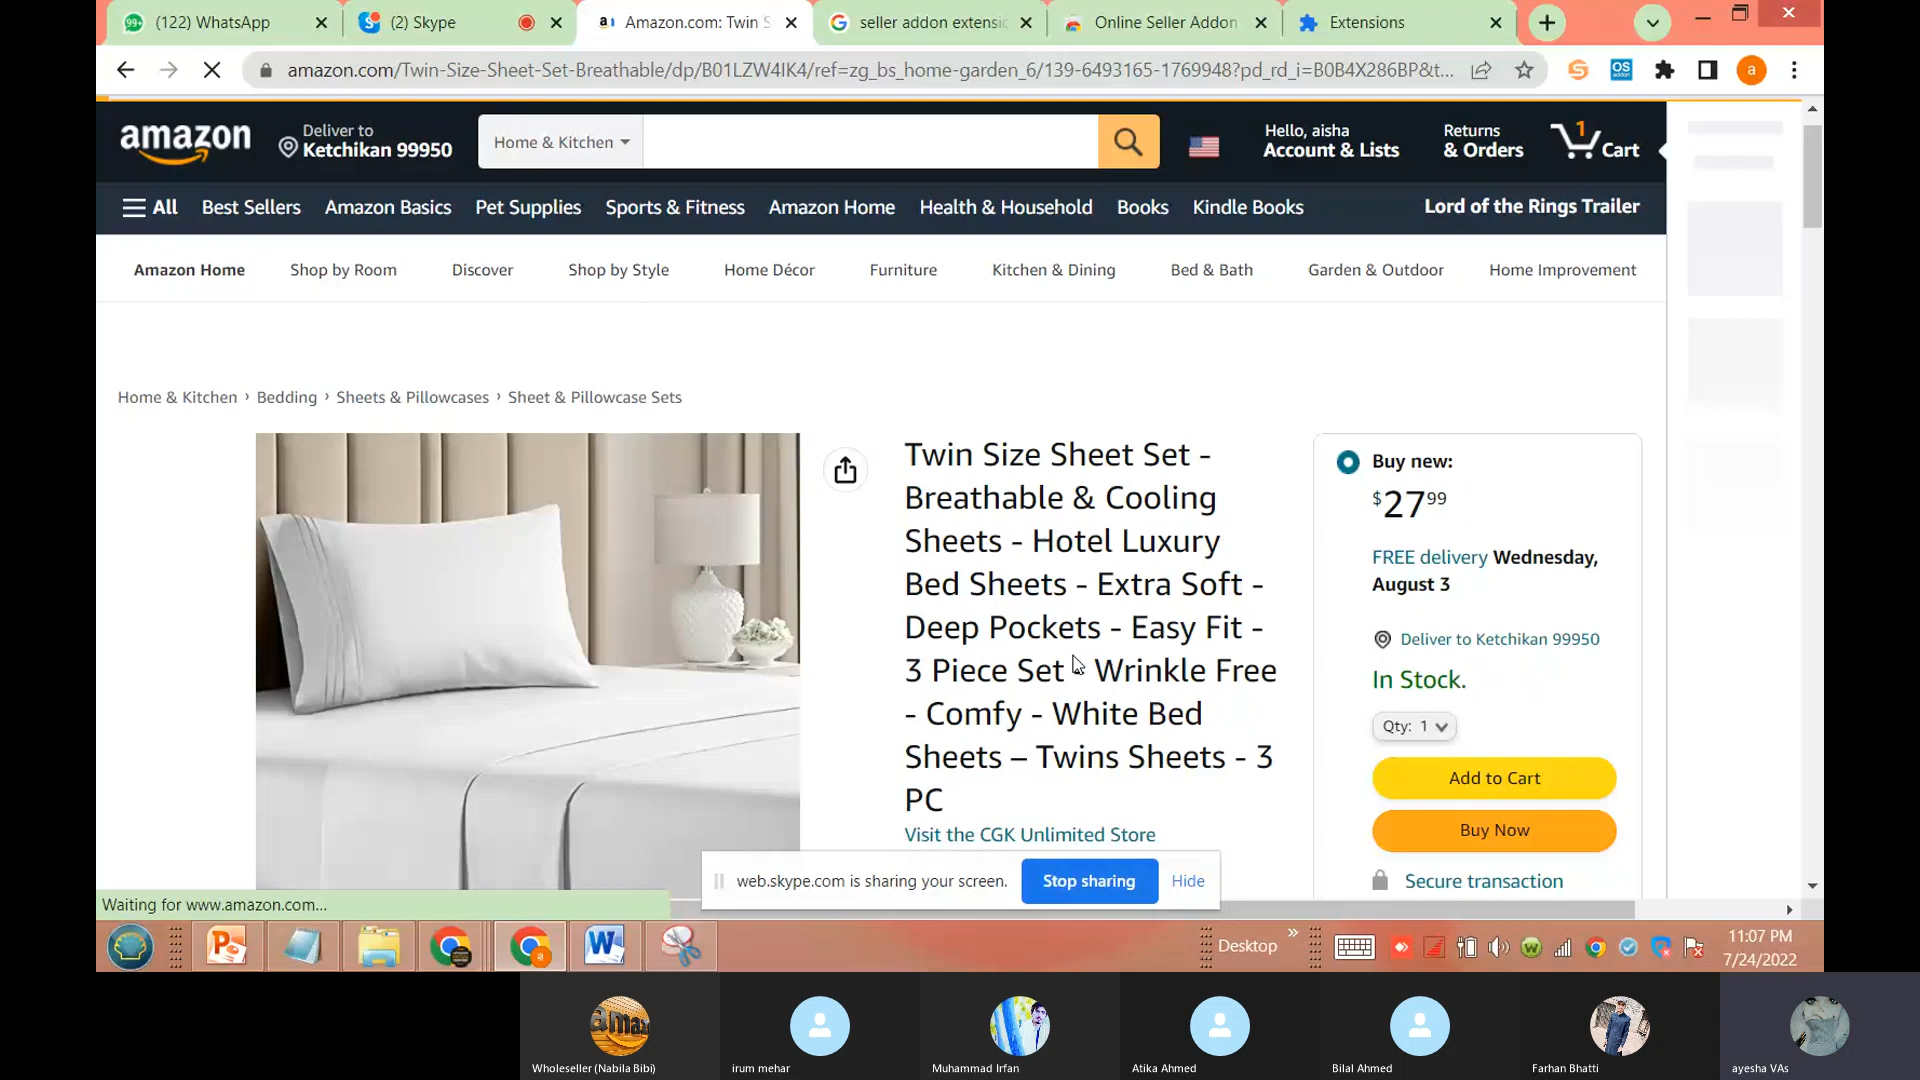 (122) WhatsApp
(2) Skype
Amazon.com: Twin S
seller addon extensio
Online Seller Addon
Extensions
amazon.com/Twin-Size-Sheet-Set-Breathable/dp/B01LZW4IK4/ref=zg_bs_home-garden_6/139-6493165-1769948?pd_rd_i=B0B4X286BP&t...
OS
a
amazon
Deliver to
Ketchikan 99950
Home & Kitchen
Hello, aisha
Account & Lists
Returns
& Orders
1
Cart
All
Best Sellers
Amazon Basics
Pet Supplies
Sports & Fitness
Amazon Home
Health & Household
Books
Kindle Books
Lord of the Rings Trailer
Amazon Home
Shop by Room
Discover
Shop by Style
Home Décor
Furniture
Kitchen & Dining
Bed & Bath
Garden & Outdoor
Home Improvement
Home & Kitchen › Bedding › Sheets & Pillowcases › Sheet & Pillowcase Sets
Twin Size Sheet Set -
Breathable & Cooling
Sheets - Hotel Luxury
Bed Sheets - Extra Soft -
Deep Pockets - Easy Fit -
3 Piece Set - Wrinkle Free
- Comfy - White Bed
Sheets – Twins Sheets - 3
PC
Visit the CGK Unlimited Store
Buy new:
$27 99
FREE delivery Wednesday,
August 3
Deliver to Ketchikan 99950
In Stock.
Qty: 1
Add to Cart
Buy Now
Secure transaction
web.skype.com is sharing your screen.
Stop sharing
Hide
Waiting for www.amazon.com...
Desktop
11:07 PM
7/24/2022
Wholeseller (Nabila Bibi)
irum mehar
Muhammad Irfan
Atika Ahmed
Bilal Ahmed
Farhan Bhatti
ayesha VAs